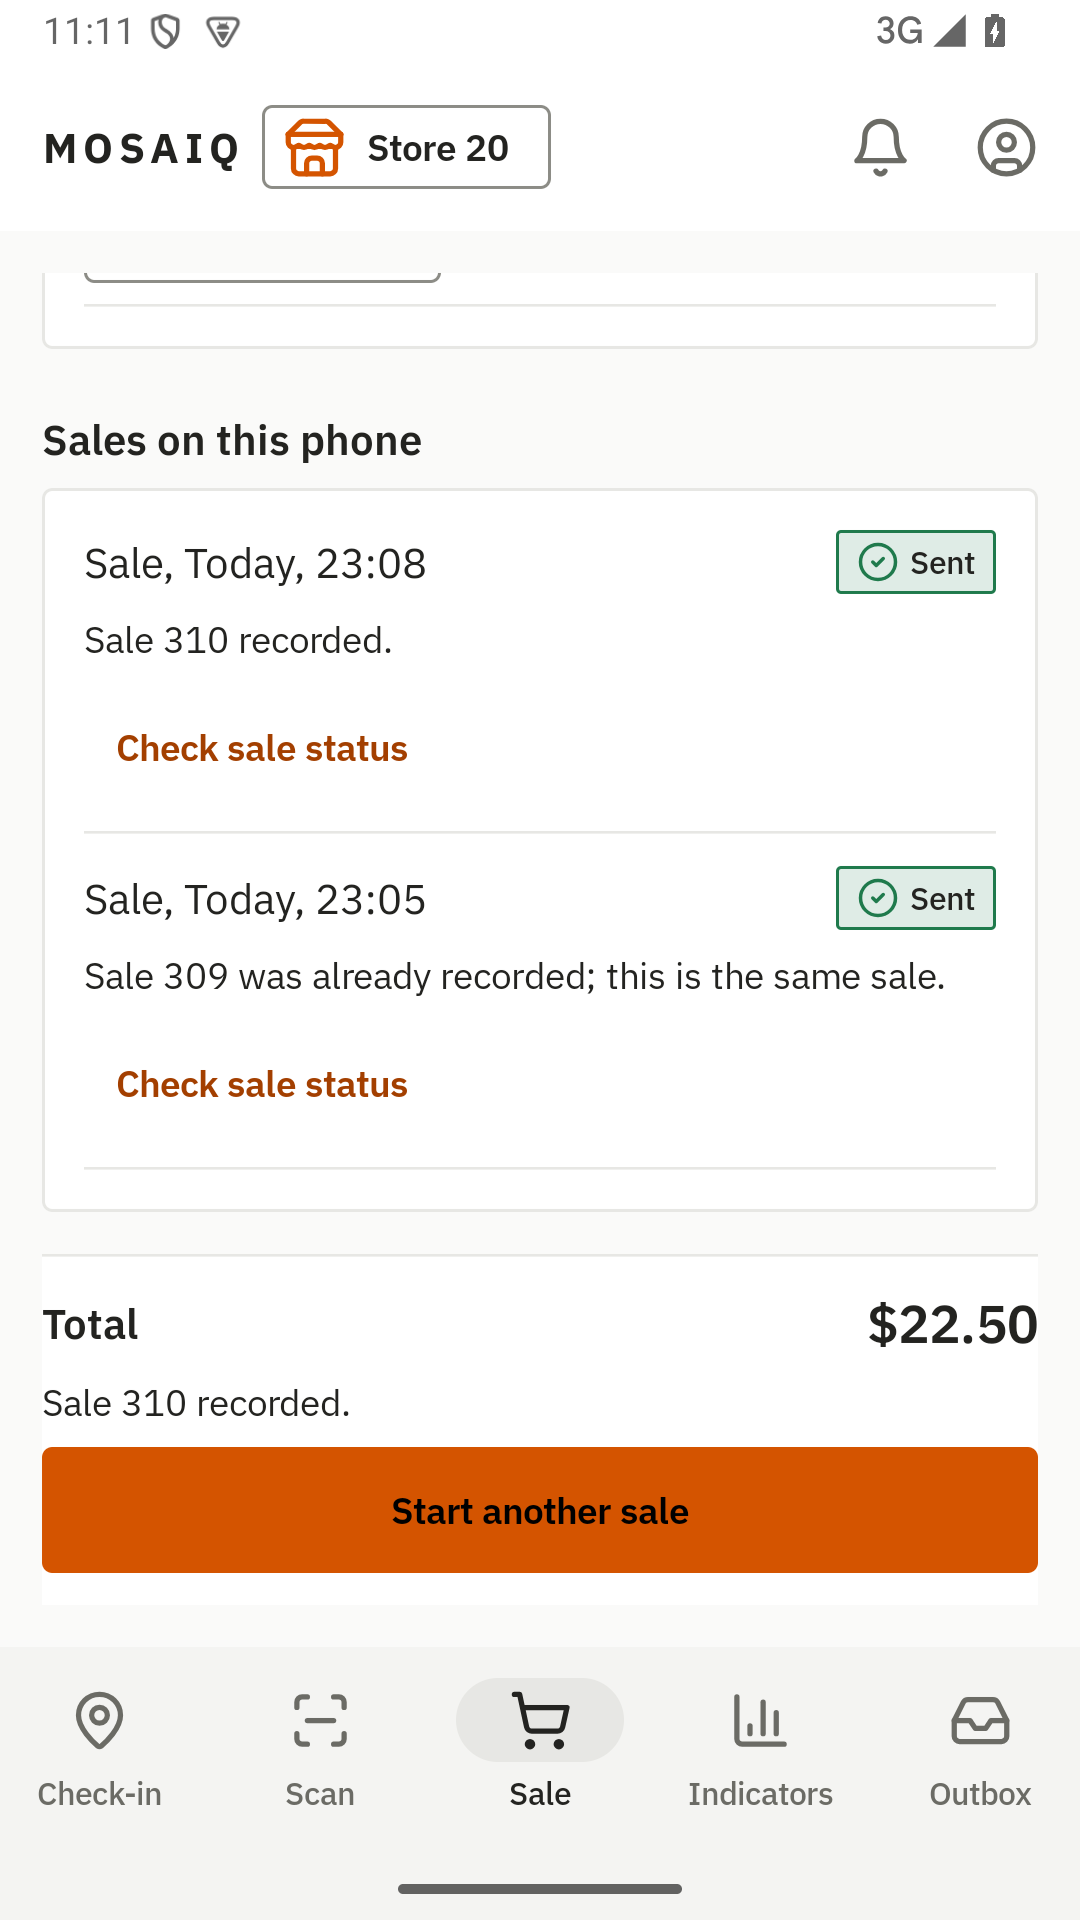 11:11
3G
MOSAIQ
Store 20
Sales on this phone
Sale, Today, 23:08
Sent
Sale 310 recorded.
Check sale status
Sale, Today, 23:05
Sent
Sale 309 was already recorded; this is the same sale.
Check sale status
Total
$22.50
Sale 310 recorded.
Start another sale
Check-in
Scan
Sale
Indicators
Outbox